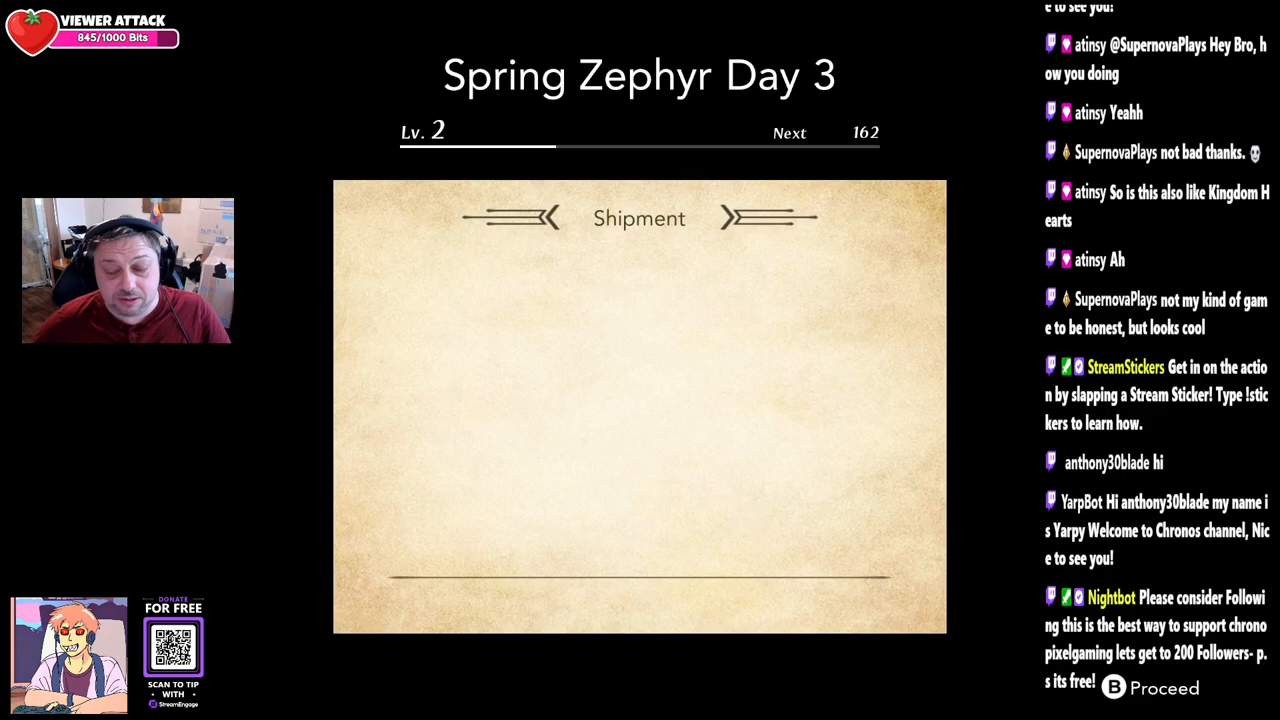 VIEWER ATTACK
845/1000 Bits
Spring Zephyr Day 3
Lv. 2 Next 162
Shipment
DONATE
FOR FREE
SCAN TO TIP
• WITH •
StreamEngage
e to see you!
atinsy @SupernovaPlays Hey Bro, h
ow you doing
atinsy Yeahh
SupernovaPlays not bad thanks.
atinsy So is this also like Kingdom H
earts
atinsy Ah
SupernovaPlays not my kind of gam
e to be honest, but looks cool
StreamStickers Get in on the actio
n by slapping a Stream Sticker! Type !stic
kers to learn how.
anthony30blade hi
YarpBot Hi anthony30blade my name i
s Yarpy Welcome to Chronos channel, Nic
e to see you!
Nightbot Please consider Followi
ng this is the best way to support chrono
pixelgaming lets get to 200 Followers- p.
s its free!
B Proceed